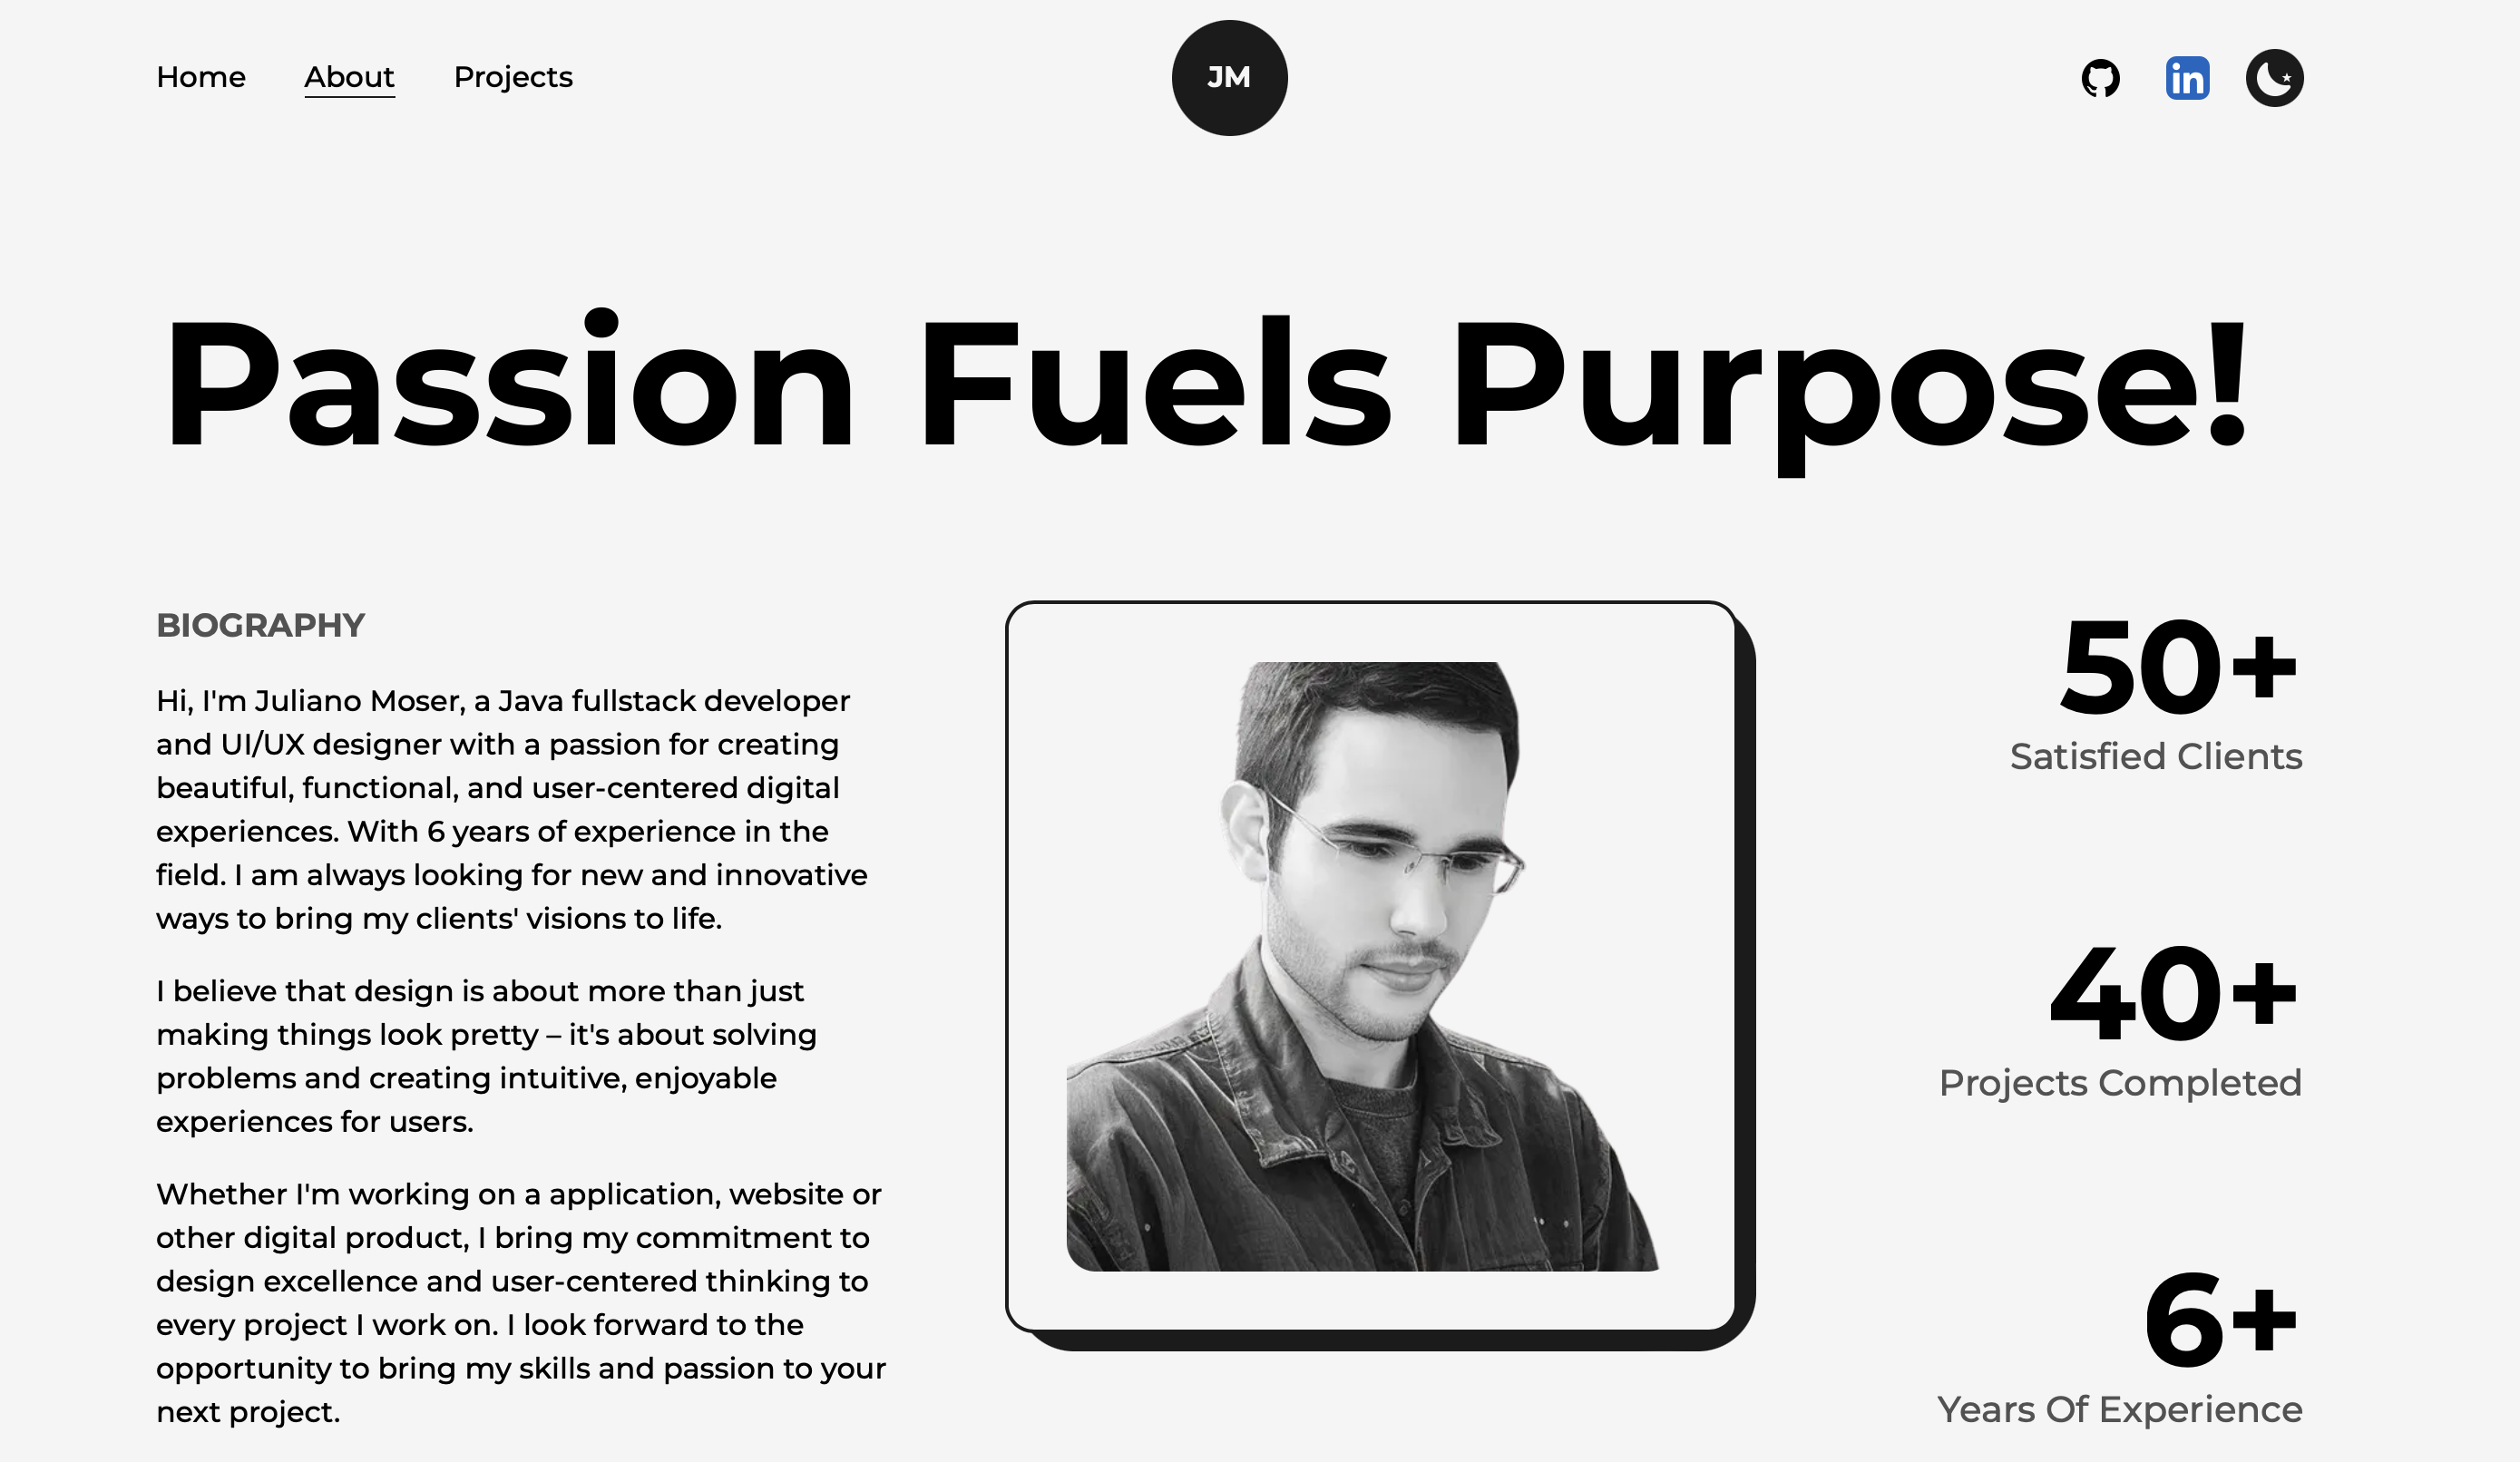 Home About Projects
JM
in
Passion Fuels Purpose!
BIOGRAPHY
Hi, I'm Juliano Moser, a Java fullstack developer
and UI/UX designer with a passion for creating
beautiful, functional, and user-centered digital
experiences. With 6 years of experience in the
field. I am always looking for new and innovative
ways to bring my clients' visions to life.
I believe that design is about more than just
making things look pretty – it's about solving
problems and creating intuitive, enjoyable
experiences for users.
Whether I'm working on a application, website or
other digital product, I bring my commitment to
design excellence and user-centered thinking to
every project I work on. I look forward to the
opportunity to bring my skills and passion to your
next project.
50+
Satisfied Clients
40+
Projects Completed
6+
Years Of Experience